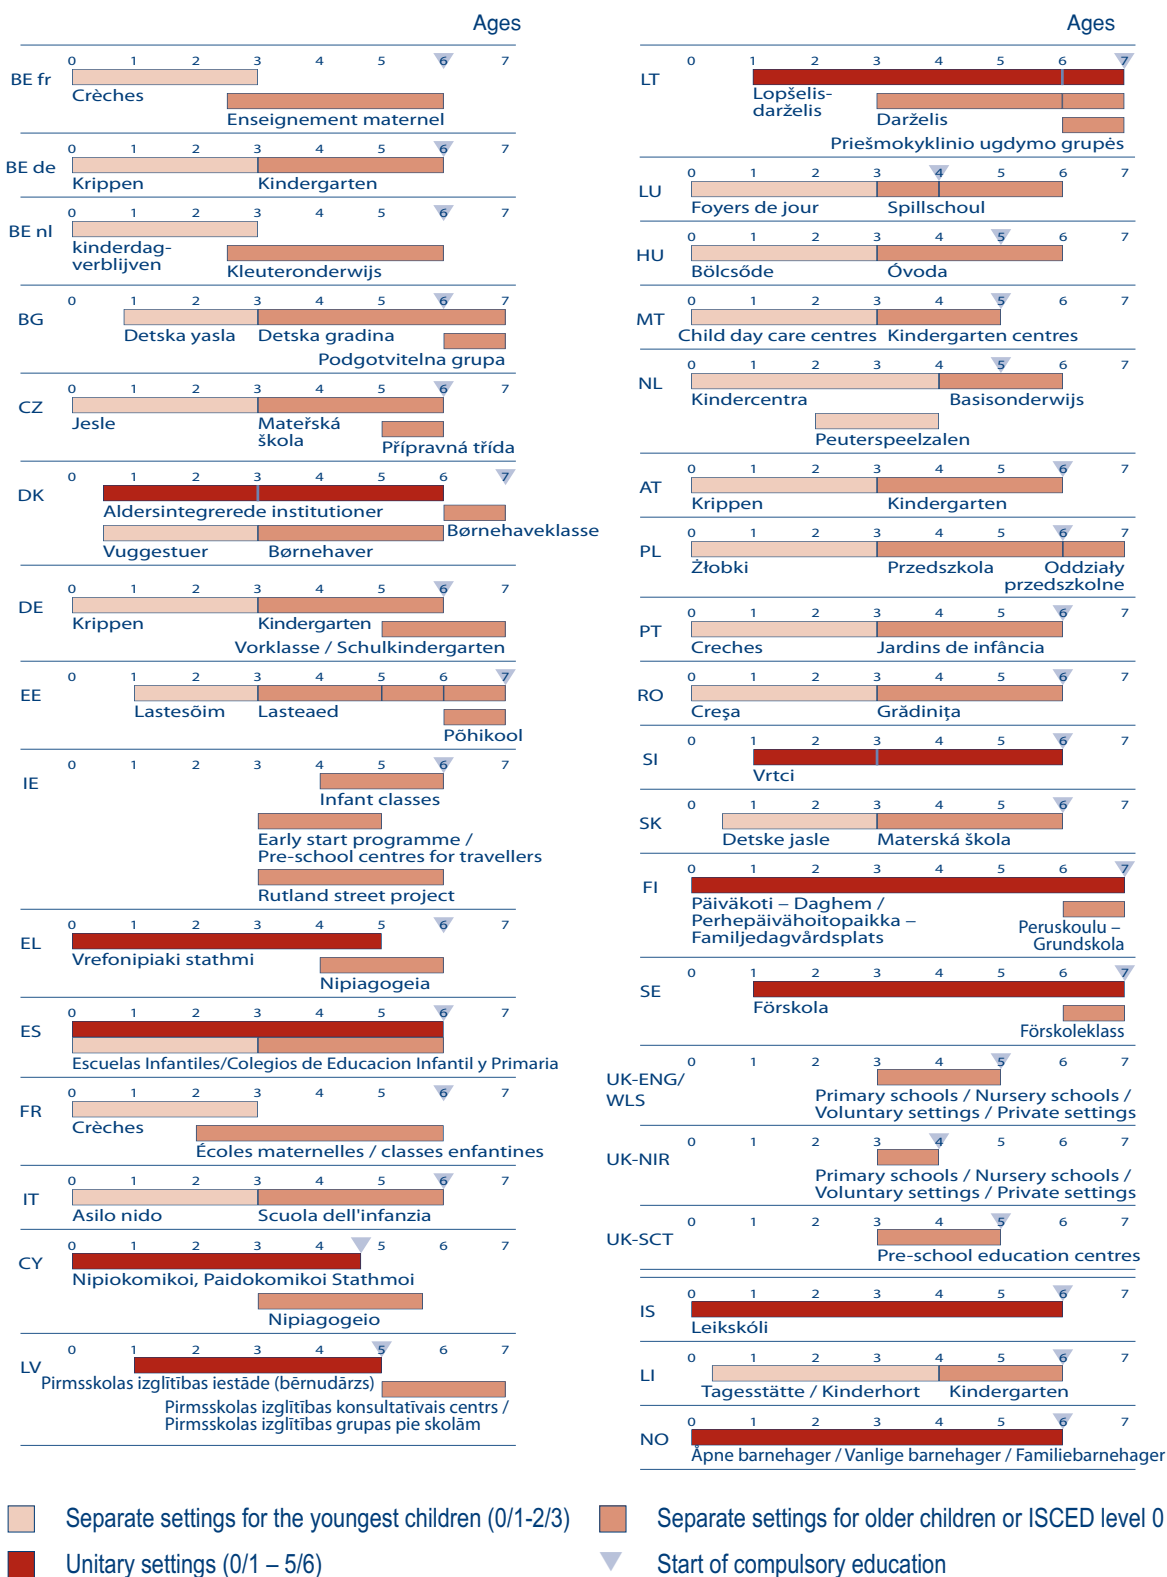 Ages
BE fr
0 1 2 3 4 5 6 7
Crèches
Enseignement maternel
BE de
0 1 2 3 4 5 6 7
Krippen Kindergarten
BE nl
0 1 2 3 4 5 6 7
kinderdag-
verblijven
Kleuteronderwijs
BG
0 1 2 3 4 5 6 7
Detska yasla Detska gradina
Podgotvitelna grupa
CZ
0 1 2 3 4 5 6 7
Jesle Mateřská
škola
Přípravná třída
DK
0 1 2 3 4 5 6 7
Aldersintegrerede institutioner
Børnehaveklasse
Vuggestuer Børnehaver
DE
0 1 2 3 4 5 6 7
Krippen Kindergarten
Vorklasse / Schulkindergarten
EE
0 1 2 3 4 5 6 7
Lastesõim Lasteaed
Põhikool
IE
0 1 2 3 4 5 6 7
Infant classes
Early start programme /
Pre-school centres for travellers
Rutland street project
EL
0 1 2 3 4 5 6 7
Vrefonipiaki stathmi
Nipiagogeia
ES
0 1 2 3 4 5 6 7
Escuelas Infantiles/Colegios de Educacion Infantil y Primaria
FR
0 1 2 3 4 5 6 7
Crèches
Écoles maternelles / classes enfantines
IT
0 1 2 3 4 5 6 7
Asilo nido Scuola dell'infanzia
CY
0 1 2 3 4 5 6 7
Nipiokomikoi, Paidokomikoi Stathmoi
Nipiagogeio
LV
0 1 2 3 4 5 6 7
Pirmsskolas izglītības iestāde (bērnudārzs)
Pirmsskolas izglītības konsultatīvais centrs /
Pirmsskolas izglītības grupas pie skolām
Ages
LT
0 1 2 3 4 5 6 7
Lopšelis-
darželis
Darželis
Priešmokyklinio ugdymo grupės
LU
0 1 2 3 4 5 6 7
Foyers de jour Spillschoul
HU
0 1 2 3 4 5 6 7
Bölcsőde Óvoda
MT
0 1 2 3 4 5 6 7
Child day care centres Kindergarten centres
NL
0 1 2 3 4 5 6 7
Kindercentra Basisonderwijs
Peuterspeelzalen
AT
0 1 2 3 4 5 6 7
Krippen Kindergarten
PL
0 1 2 3 4 5 6 7
Żłobki Przedszkola Oddziały
przedszkolne
PT
0 1 2 3 4 5 6 7
Creches Jardins de infância
RO
0 1 2 3 4 5 6 7
Creşa Grădiniţa
SI
0 1 2 3 4 5 6 7
Vrtci
SK
0 1 2 3 4 5 6 7
Detske jasle Materská škola
FI
0 1 2 3 4 5 6 7
Päiväkoti – Daghem /
Perhepäivähoitopaikka –
Familjedagvårdsplats
Peruskoulu –
Grundskola
SE
0 1 2 3 4 5 6 7
Förskola
Förskoleklass
UK-ENG/
WLS
0 1 2 3 4 5 6 7
Primary schools / Nursery schools /
Voluntary settings / Private settings
UK-NIR
0 1 2 3 4 5 6 7
Primary schools / Nursery schools /
Voluntary settings / Private settings
UK-SCT
0 1 2 3 4 5 6 7
Pre-school education centres
IS
0 1 2 3 4 5 6 7
Leikskóli
LI
0 1 2 3 4 5 6 7
Tagesstätte / Kinderhort Kindergarten
NO
0 1 2 3 4 5 6 7
Åpne barnehager / Vanlige barnehager / Familiebarnehager
Separate settings for the youngest children (0/1-2/3)
Separate settings for older children or ISCED level 0
Unitary settings (0/1 – 5/6)
Start of compulsory education